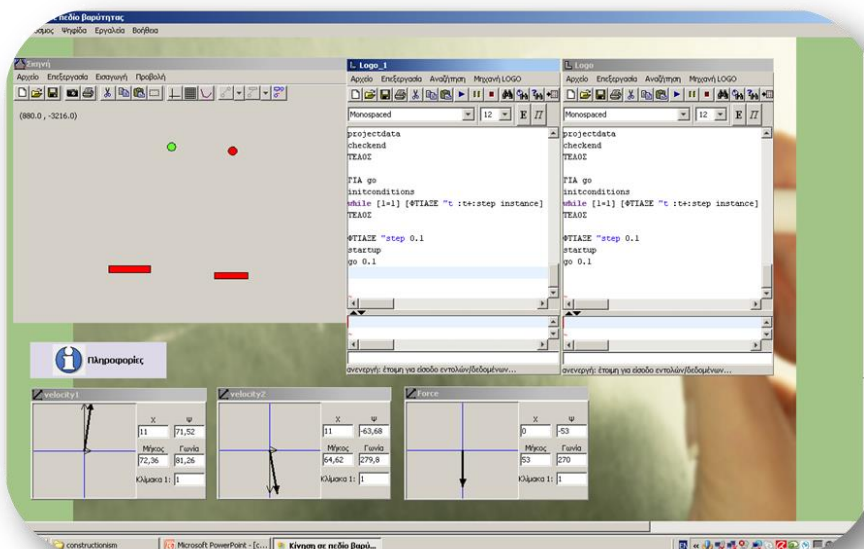 σε πεδίο βαρύτητας
Ψηφίδα Εργαλεία Βοήθεια
Σκηνή
Αρχείο Επεξεργασία Εισαγωγή Προβολή
(880.0 , -3216.0)
Logo_1
Αρχείο Επεξεργασία Αναζήτηση Μηχανή LOGO
Monospaced 12 Ε Π
projectdata
checkend
ΤΕΛΟΣ
ΓΙΑ go
initconditions
while [1=1] [ΦΤΙΑΞΕ "t :t+:step instance]
ΤΕΛΟΣ
ΦΤΙΑΞΕ "step 0.1
startup
go 0.1
ανενεργή: έτοιμη για είσοδο εντολών/δεδομένων...
Logo
Αρχείο Επεξεργασία Αναζήτηση Μηχανή LOGO
Monospaced 12 Ε Π
projectdata
checkend
ΤΕΛΟΣ
ΓΙΑ go
initconditions
while [1=1] [ΦΤΙΑΞΕ "t :t+:step instance]
ΤΕΛΟΣ
ΦΤΙΑΞΕ "step 0.1
startup
go 0.1
ανενεργή: έτοιμη για είσοδο εντολών/δεδομένων...
Πληροφορίες
velocity1
Χ Ψ
11 71,52
Μήκος Γωνία
72,36 81,26
Κλίμακα 1: 1
velocity2
Χ Ψ
11 -63,68
Μήκος Γωνία
64,62 279,8
Κλίμακα 1: 1
Force
Χ Ψ
0 -53
Μήκος Γωνία
53 270
Κλίμακα 1: 1
constructionism
Microsoft PowerPoint - [c...
Κίνηση σε πεδίο βαρύ...